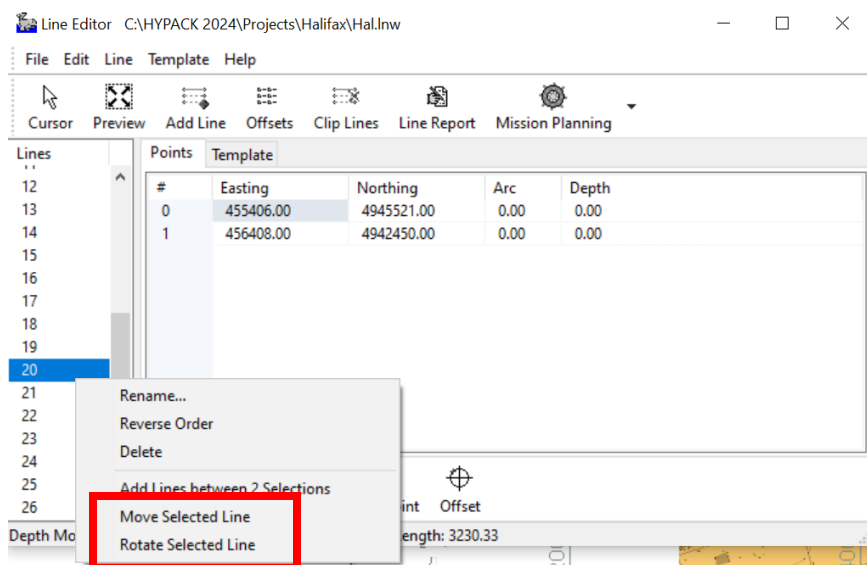 Line Editor C:\HYPACK 2024\Projects\Halifax\Hal.lnw
File Edit Line Template Help
Cursor Preview Add Line Offsets Clip Lines Line Report Mission Planning
Lines
Points Template
# Easting Northing Arc Depth
0 455406.00 4945521.00 0.00 0.00
1 456408.00 4942450.00 0.00 0.00
12
13
14
15
16
17
18
19
20
21
22
23
24
25
26
Rename...
Reverse Order
Delete
Add Lines between 2 Selections
Move Selected Line
Rotate Selected Line
int Offset
Depth Mo
ength: 3230.33